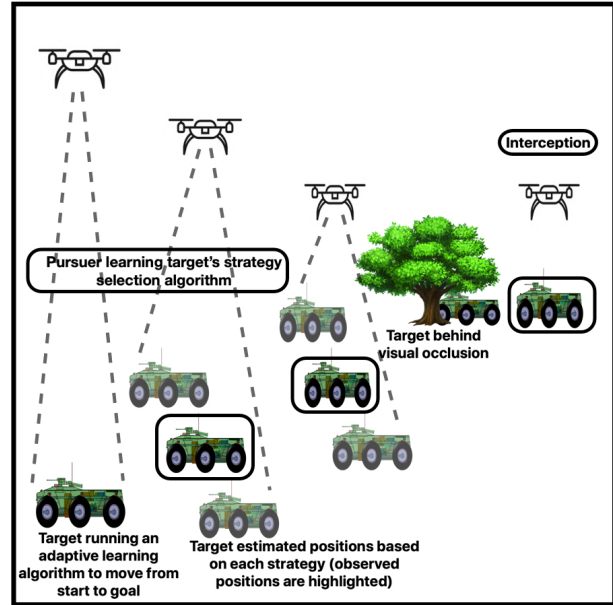 Interception
Pursuer learning target's strategy
selection algorithm
Target behind
visual occlusion
Target running an
adaptive learning
algorithm to move from
start to goal
Target estimated positions based
on each strategy (observed
positions are highlighted)